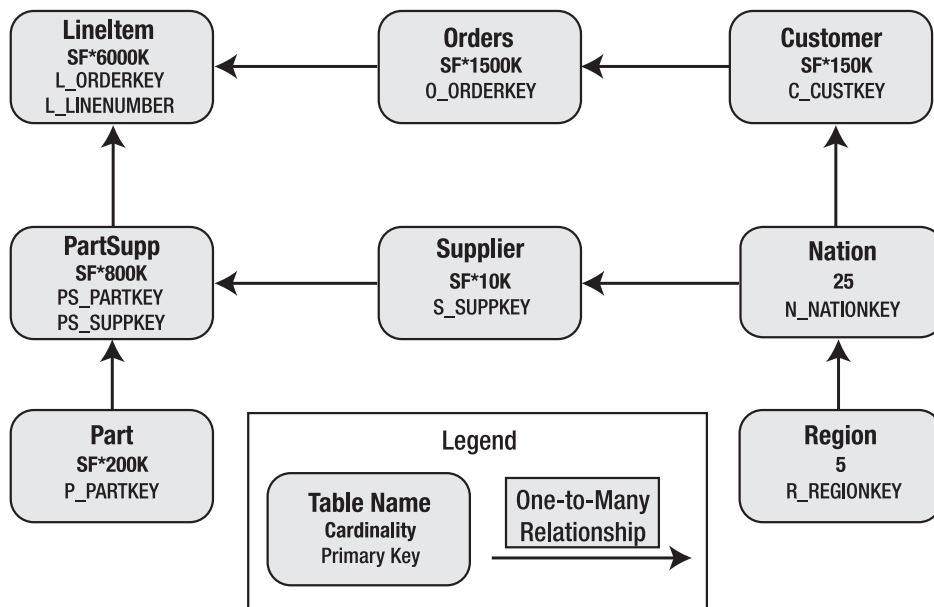 LineItem
SF*6000K
L_ORDERKEY
L_LINENUMBER
Orders
SF*1500K
O_ORDERKEY
Customer
SF*150K
C_CUSTKEY
PartSupp
SF*800K
PS_PARTKEY
PS_SUPPKEY
Supplier
SF*10K
S_SUPPKEY
Nation
25
N_NATIONKEY
Part
SF*200K
P_PARTKEY
Legend
Table Name
Cardinality
Primary Key
One-to-Many
Relationship
Region
5
R_REGIONKEY